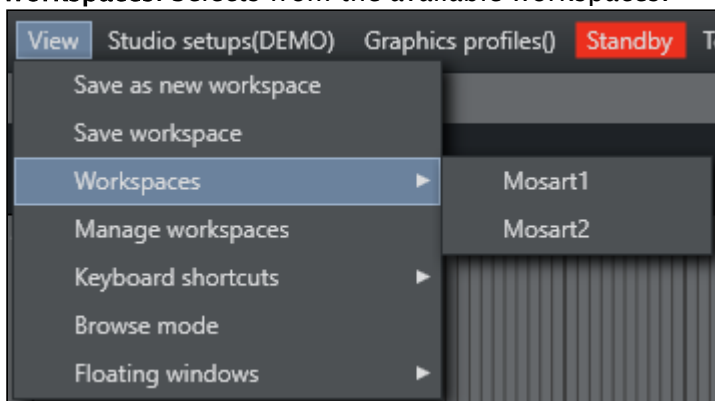 Workspaces: Selects from the available workspaces.
View Studio setups(DEMO) Graphics profiles() Standby
Save as new workspace
Save workspace
Workspaces Mosart1
Manage workspaces Mosart2
Keyboard shortcuts
Browse mode
Floating windows